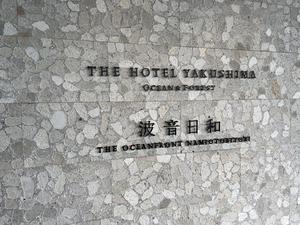 THE HOTEL YAKUSHIMA
OCEAN & FOREST
波音日和
THE OCEANFRONT NAMIOTOBIYORI